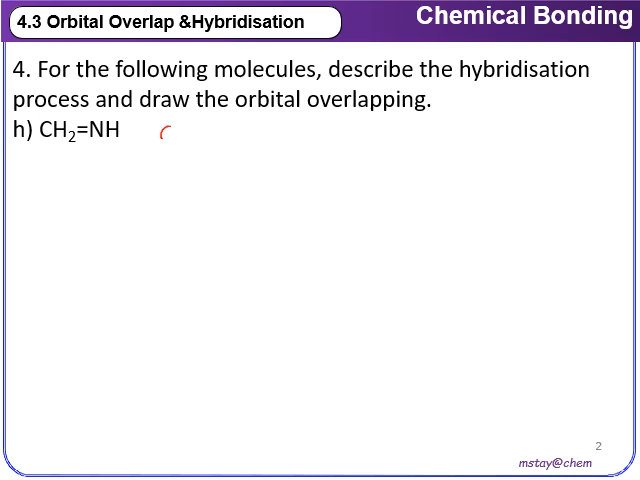 4.3 Orbital Overlap &Hybridisation
Chemical Bonding
4. For the following molecules, describe the hybridisation
process and draw the orbital overlapping.
h) CH₂=NH
2
mstay@chem